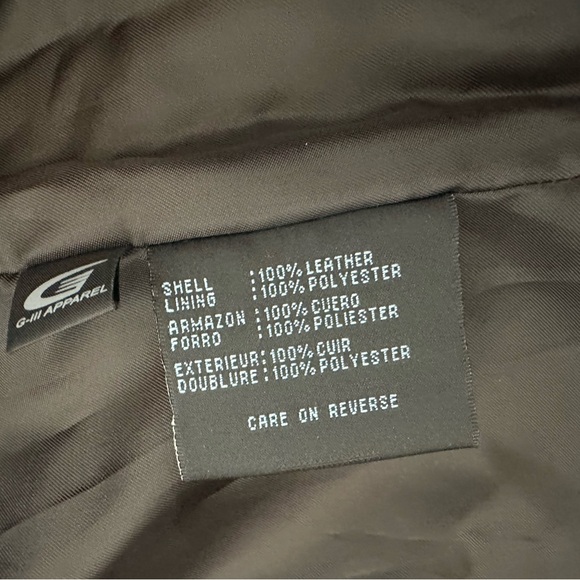 G-III APPAREL
SHELL :100% LEATHER
LINING :100% POLYESTER
ARMAZON :100% CUERO
FORRO :100% POLIESTER
EXTERIEUR:100% CUIR
DOUBLURE :100% POLYESTER
CARE ON REVERSE